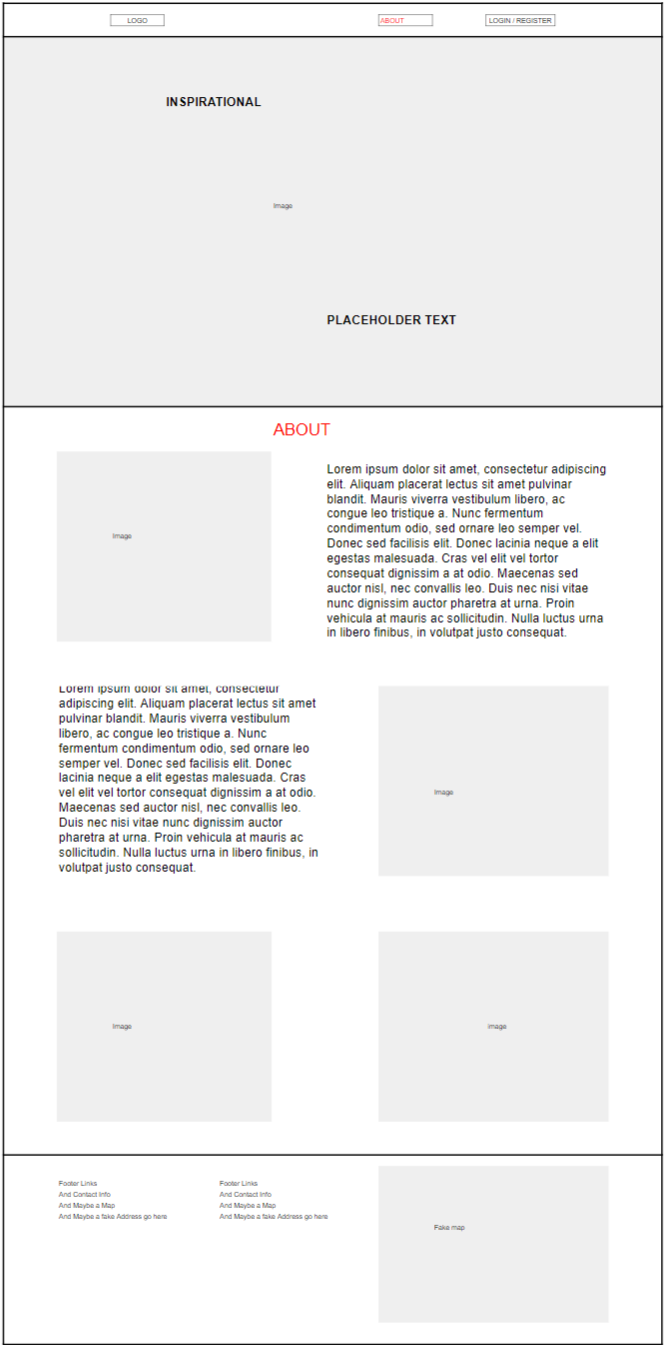 LOGO
ABOUT
LOGIN / REGISTER
INSPIRATIONAL
Image
PLACEHOLDER TEXT
ABOUT
Image
Lorem ipsum dolor sit amet, consectetur adipiscing
elit. Aliquam placerat lectus sit amet pulvinar
blandit. Mauris viverra vestibulum libero, ac
congue leo tristique a. Nunc fermentum
condimentum odio, sed ornare leo semper vel.
Donec sed facilisis elit. Donec lacinia neque a elit
egestas malesuada. Cras vel elit vel tortor
consequat dignissim a at odio. Maecenas sed
auctor nisl, nec convallis leo. Duis nec nisi vitae
nunc dignissim auctor pharetra at urna. Proin
vehicula at mauris ac sollicitudin. Nulla luctus urna
in libero finibus, in volutpat justo consequat.
Lorem ipsum dolor sit amet, consectetur
adipiscing elit. Aliquam placerat lectus sit amet
pulvinar blandit. Mauris viverra vestibulum
libero, ac congue leo tristique a. Nunc
fermentum condimentum odio, sed ornare leo
semper vel. Donec sed facilisis elit. Donec
lacinia neque a elit egestas malesuada. Cras
vel elit vel tortor consequat dignissim a at odio.
Maecenas sed auctor nisl, nec convallis leo.
Duis nec nisi vitae nunc dignissim auctor
pharetra at urna. Proin vehicula at mauris ac
sollicitudin. Nulla luctus urna in libero finibus, in
volutpat justo consequat.
Image
Image
Image
Footer Links
And Contact Info
And Maybe a Map
And Maybe a fake Address go here
Footer Links
And Contact Info
And Maybe a Map
And Maybe a fake Address go here
Fake map